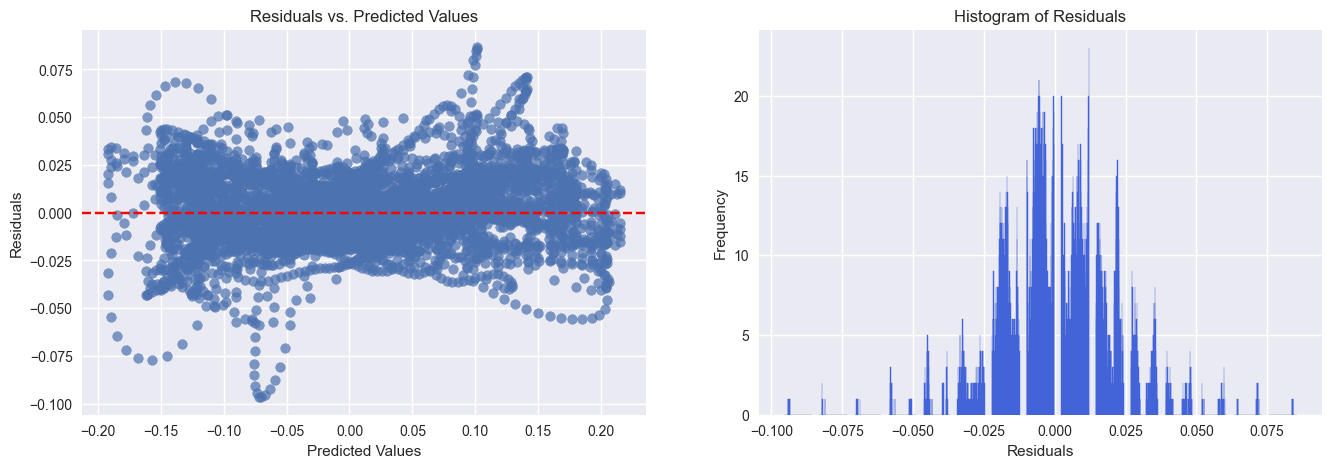 Residuals vs. Predicted Values
Residuals
0.075
0.050
0.025
0.000
−0.025
−0.050
−0.075
−0.100
−0.20 −0.15 −0.10 −0.05 0.00 0.05 0.10 0.15 0.20
Predicted Values
Histogram of Residuals
Frequency
20
15
10
5
0
−0.100 −0.075 −0.050 −0.025 0.000 0.025 0.050 0.075
Residuals